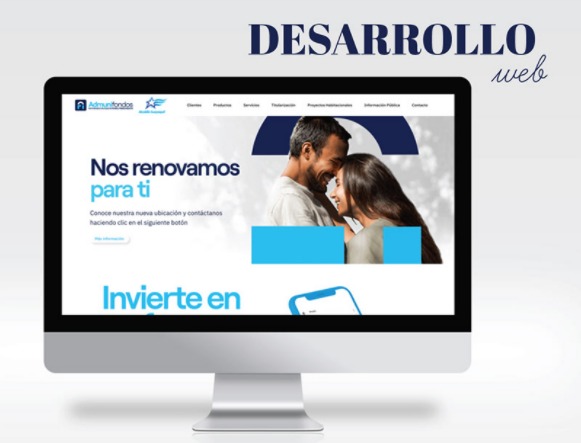 DESARROLLO
web
Admunifondos
Clientes Productos Servicios Titularización Proyectos Habitacionales Información Pública Contacto
Nos renovamos
para ti
Conoce nuestra nueva ubicación y contáctanos
haciendo clic en el siguiente botón
Más información
Invierte en